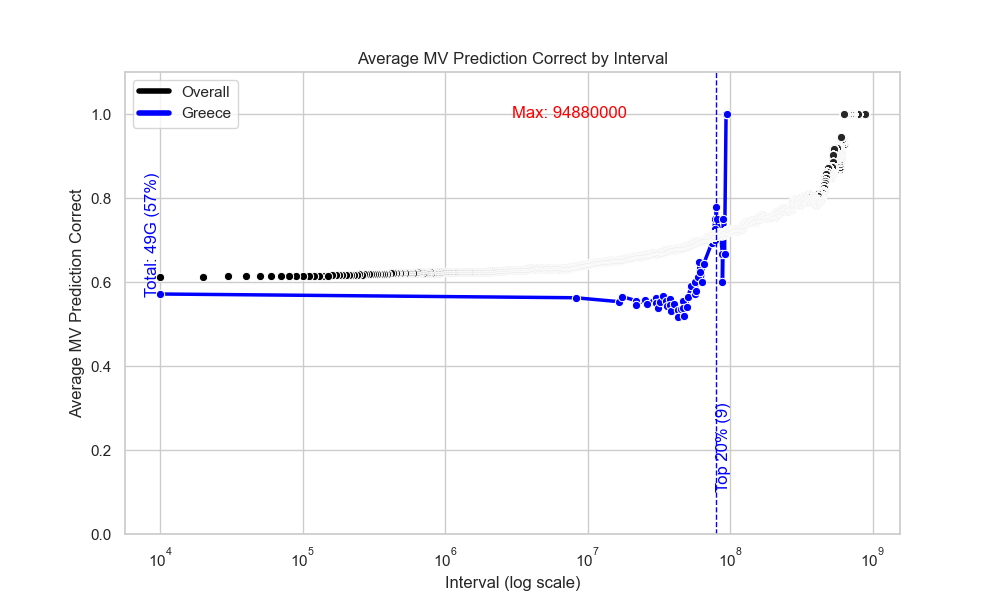 Average MV Prediction Correct by Interval
Overall
Greece
Max: 94880000
Total: 49G (57%)
Top 20% (9)
Average MV Prediction Correct
1.0
0.8
0.6
0.4
0.2
0.0
10^4
10^5
10^6
10^7
10^8
10^9
Interval (log scale)